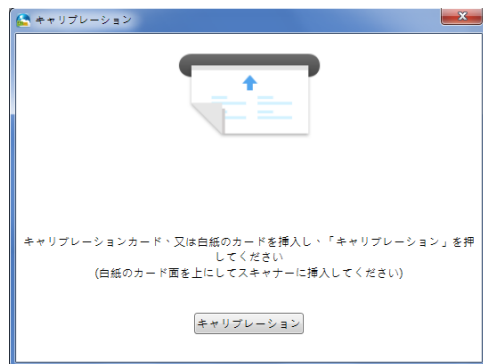 キャリブレーション
キャリブレーションカード、又は白紙のカードを挿入し、「キャリブレーション」を押
してください
(白紙のカード面を上にしてスキャナーに挿入してください)
キャリブレーション